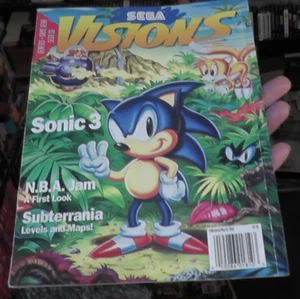 SEGA
VISIONS
Sonic 3
N.B.A. Jam
A First Look
Subterrania
Levels and Maps!